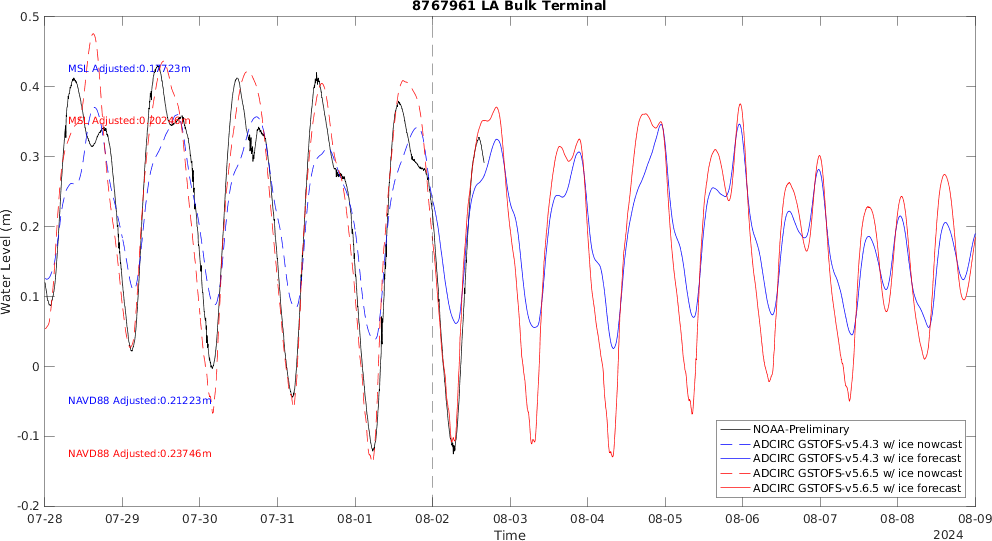 8767961 LA Bulk Terminal
0.5
0.4
0.3
0.2
0.1
0
-0.1
-0.2
Water Level (m)
MSL Adjusted:0.17723m
MSL Adjusted:
NAVD88 Adjusted:0.21223m
NAVD88 Adjusted:0.23746m
NOAA-Preliminary
ADCIRC GSTOFS-v5.4.3 w/ ice nowcast
ADCIRC GSTOFS-v5.4.3 w/ ice forecast
ADCIRC GSTOFS-v5.6.5 w/ ice nowcast
ADCIRC GSTOFS-v5.6.5 w/ ice forecast
07-28 07-29 07-30 07-31 08-01 08-02 08-03 08-04 08-05 08-06 08-07 08-08 08-09
Time
2024